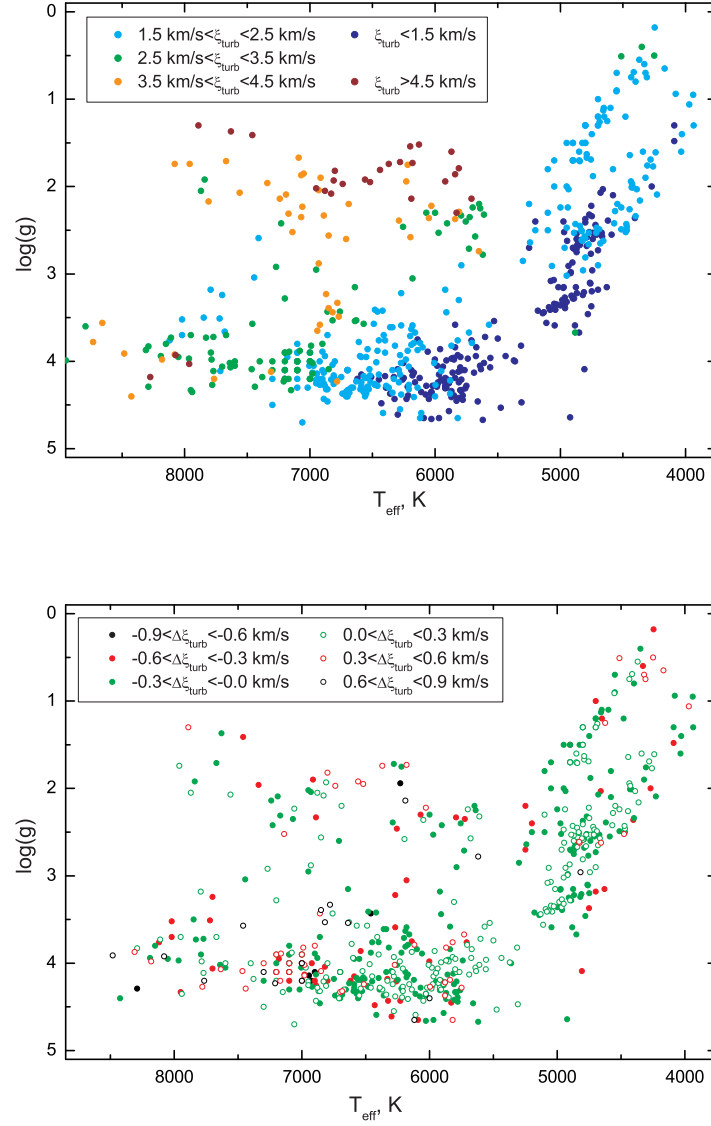 1.5 km/s<ξturb<2.5 km/s ξturb<1.5 km/s
2.5 km/s<ξturb<3.5 km/s
3.5 km/s<ξturb<4.5 km/s ξturb>4.5 km/s
0
1
2
3
4
5
log(g)
8000 7000 6000 5000 4000
Teff, K
-0.9<Δξturb<-0.6 km/s 0.0<Δξturb<0.3 km/s
-0.6<Δξturb<-0.3 km/s 0.3<Δξturb<0.6 km/s
-0.3<Δξturb<-0.0 km/s 0.6<Δξturb<0.9 km/s
0
1
2
3
4
5
log(g)
8000 7000 6000 5000 4000
Teff, K